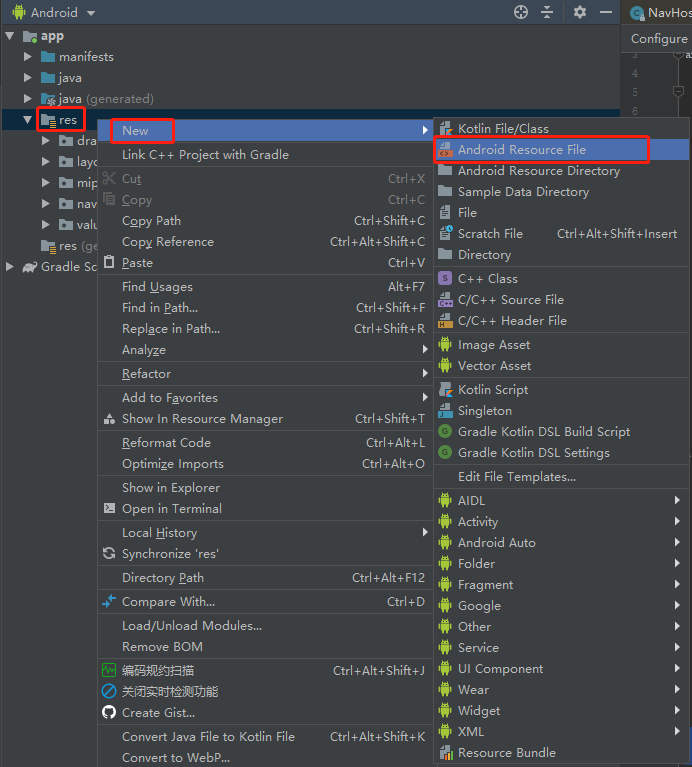 Android
NavHos
Configure
app
manifests
java
java (generated)
res
dra
layo
mip
nav
valu
res (ge
Gradle Sc
3
4
5
6
New
Link C++ Project with Gradle
Cut Ctrl+X
Copy Ctrl+C
Copy Path Ctrl+Shift+C
Copy Reference Ctrl+Alt+Shift+C
Paste Ctrl+V
Find Usages Alt+F7
Find in Path... Ctrl+Shift+F
Replace in Path... Ctrl+Shift+R
Analyze
Refactor
Add to Favorites
Show In Resource Manager Ctrl+Shift+T
Reformat Code Ctrl+Alt+L
Optimize Imports Ctrl+Alt+O
Show in Explorer
Open in Terminal
Local History
Synchronize 'res'
Directory Path Ctrl+Alt+F12
Compare With... Ctrl+D
Load/Unload Modules...
Remove BOM
编码规约扫描 Ctrl+Alt+Shift+J
关闭实时检测功能
Create Gist...
Convert Java File to Kotlin File Ctrl+Alt+Shift+K
Convert to WebP...
Kotlin File/Class
Android Resource File
Android Resource Directory
Sample Data Directory
File
Scratch File Ctrl+Alt+Shift+Insert
Directory
C++ Class
C/C++ Source File
C/C++ Header File
Image Asset
Vector Asset
Kotlin Script
Singleton
Gradle Kotlin DSL Build Script
Gradle Kotlin DSL Settings
Edit File Templates...
AIDL
Activity
Android Auto
Folder
Fragment
Google
Other
Service
UI Component
Wear
Widget
XML
Resource Bundle